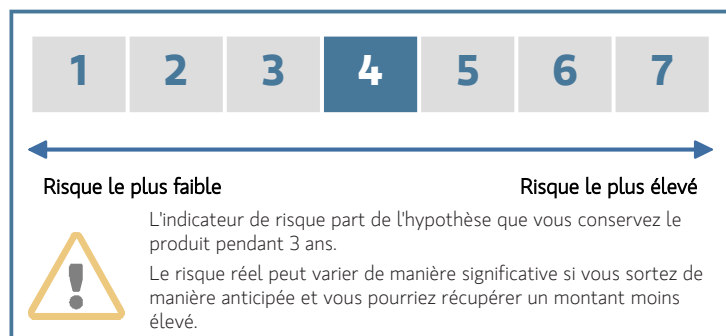 1 2 3 4 5 6 7
Risque le plus faible Risque le plus élevé
L'indicateur de risque part de l'hypothèse que vous conservez le
produit pendant 3 ans.
Le risque réel peut varier de manière significative si vous sortez de
manière anticipée et vous pourriez récupérer un montant moins
élevé.